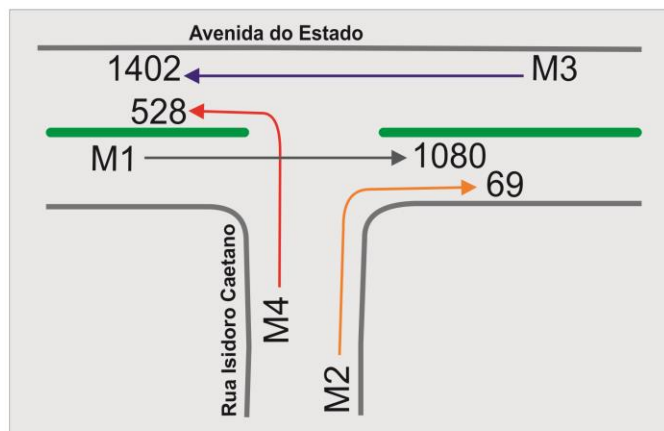 Avenida do Estado
1402
M3
528
M1
1080
69
Rua Isidoro Caetano
M4
M2